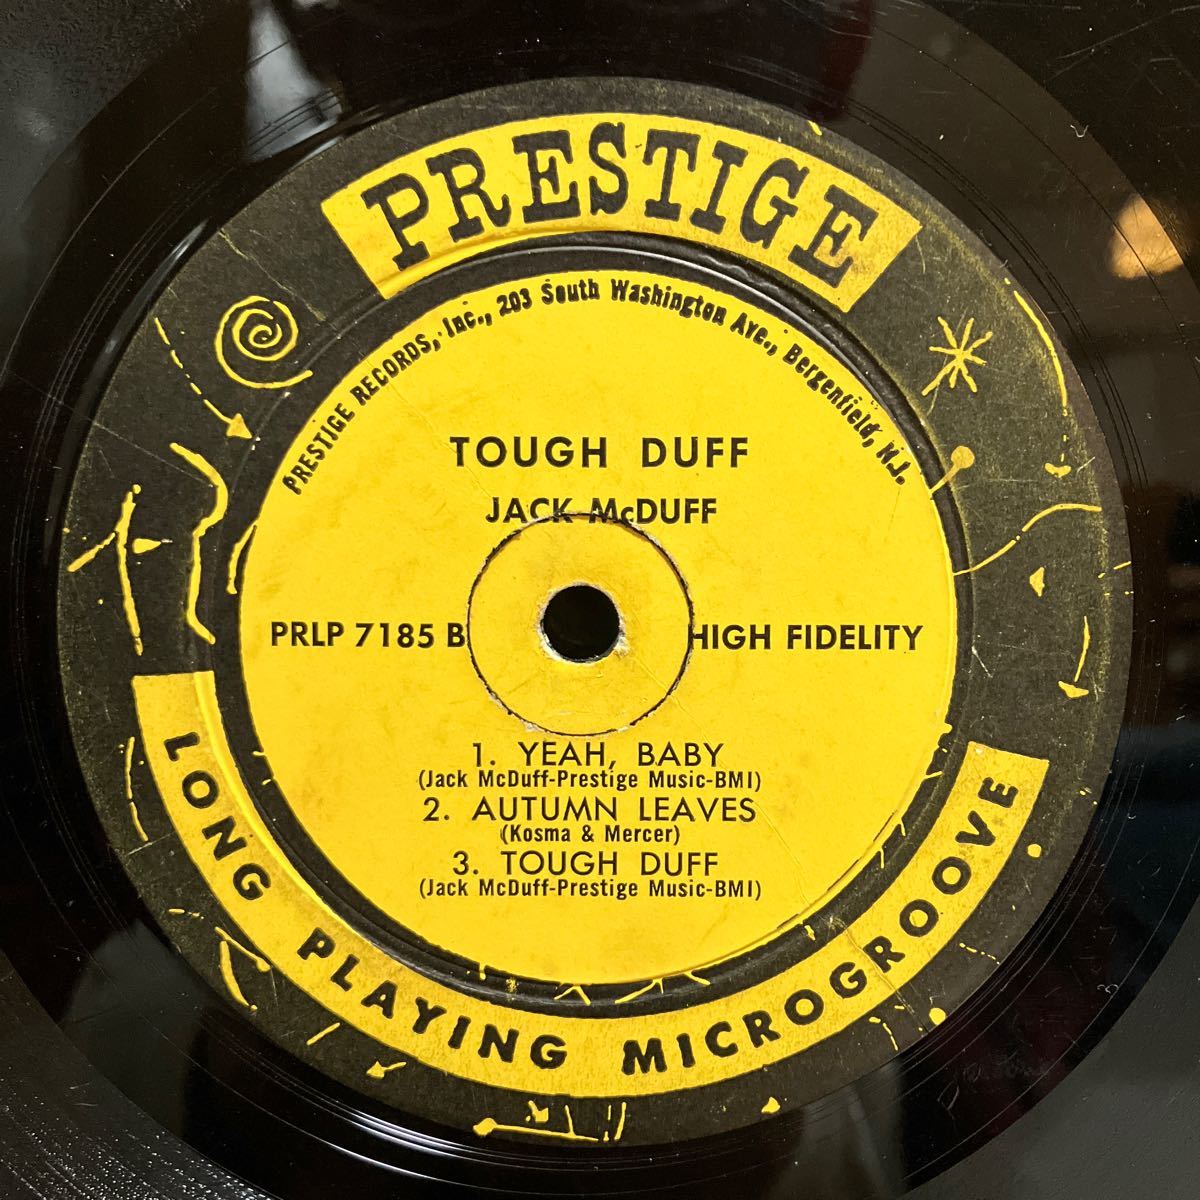 PRESTIGE
PRESTIGE RECORDS, Inc., 203 South Washington Ave., Bergenfield, N.J.
TOUGH DUFF
JACK McDUFF
PRLP 7185 B
HIGH FIDELITY
1. YEAH, BABY
(Jack McDuff-Prestige Music-BMI)
2. AUTUMN LEAVES
(Kosma & Mercer)
3. TOUGH DUFF
(Jack McDuff-Prestige Music-BMI)
LONG PLAYING MICROGROOVE